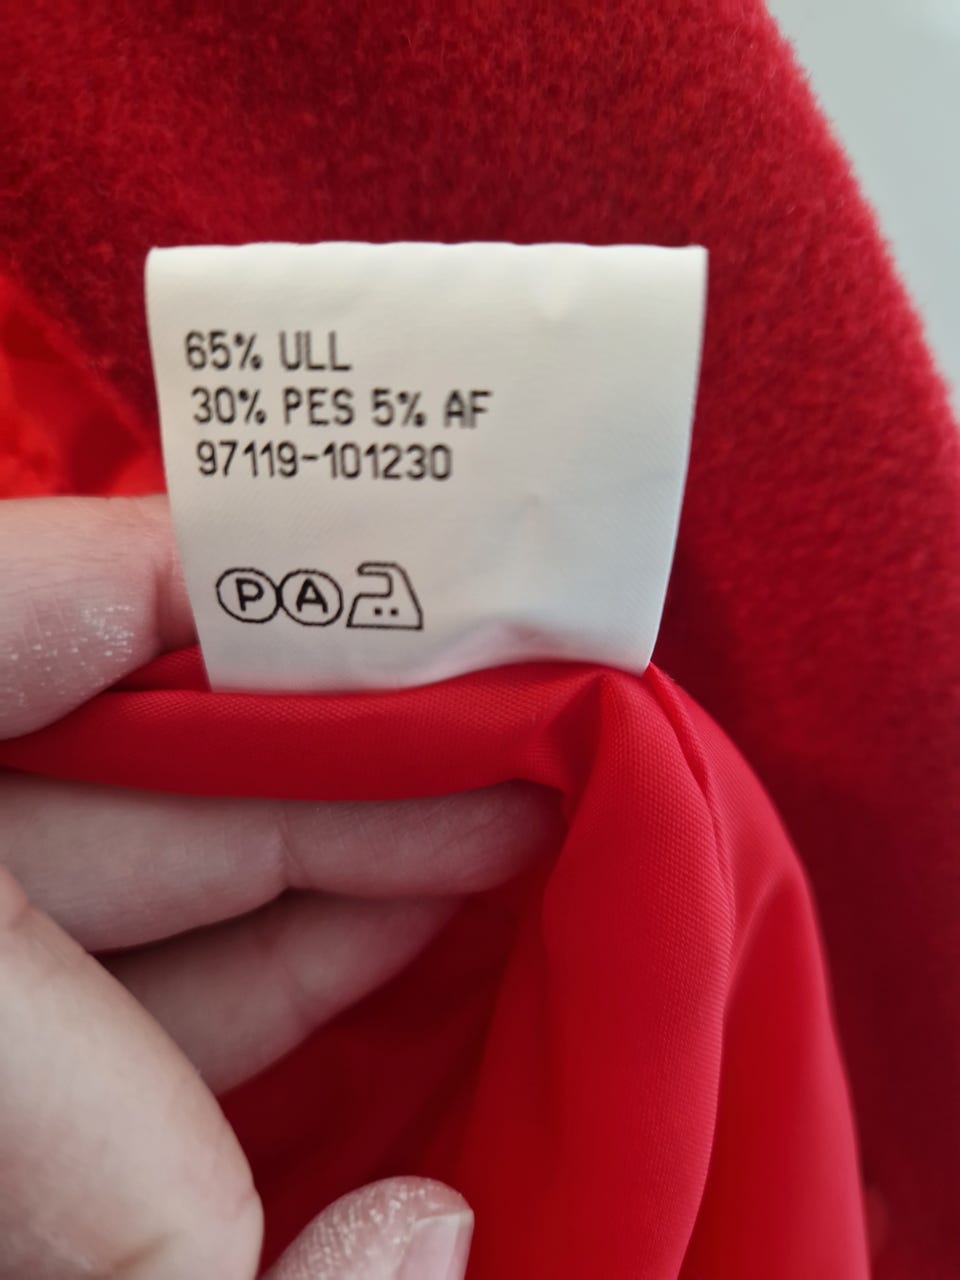 65% ULL
30% PES 5% AF
97119-101230
P A